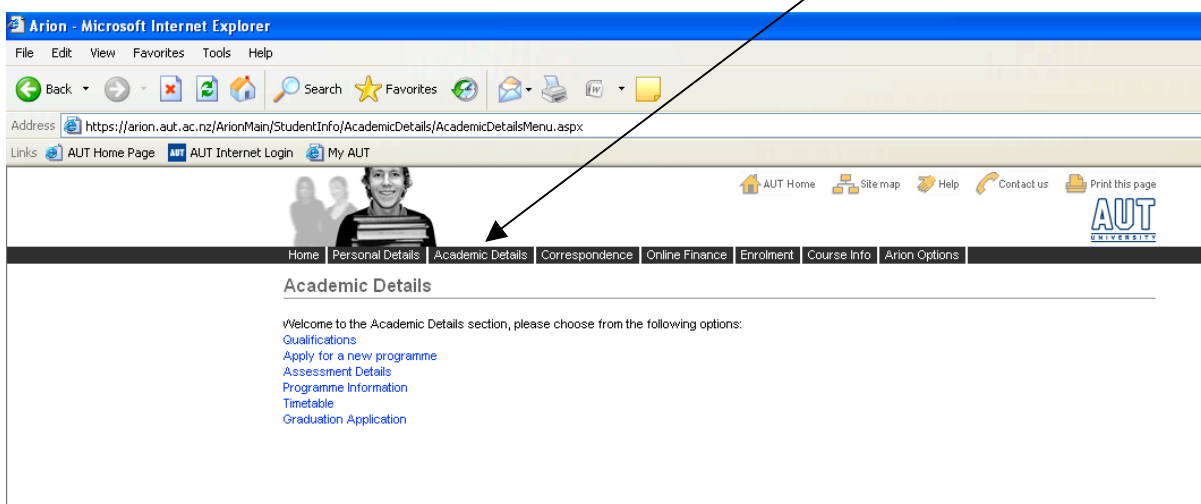 Arion - Microsoft Internet Explorer
File Edit View Favorites Tools Help
Back Search Favorites
Address https://arion.aut.ac.nz/ArionMain/StudentInfo/AcademicDetails/AcademicDetailsMenu.aspx
Links AUT Home Page AUT AUT Internet Login My AUT
AUT Home Site map Help Contact us Print this page
AUT
UNIVERSITY
Home Personal Details Academic Details Correspondence Online Finance Enrolment Course Info Arion Options
Academic Details
Welcome to the Academic Details section, please choose from the following options:
Qualifications
Apply for a new programme
Assessment Details
Programme Information
Timetable
Graduation Application